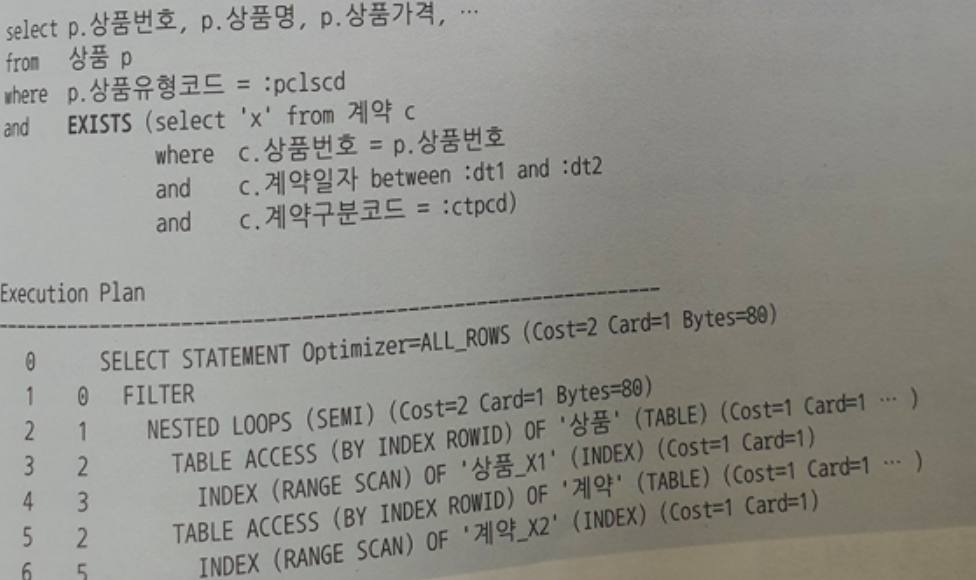 select p.상품번호, p.상품명, p.상품가격, …
from 상품 p
where p.상품유형코드 = :pclscd
and EXISTS (select 'x' from 계약 c
where c.상품번호 = p.상품번호
and c.계약일자 between :dt1 and :dt2
and c.계약구분코드 = :ctpcd)
Execution Plan
------------------------------------------------------------
0 SELECT STATEMENT Optimizer=ALL_ROWS (Cost=2 Card=1 Bytes=80)
1 0 FILTER
2 1 NESTED LOOPS (SEMI) (Cost=2 Card=1 Bytes=80)
3 2 TABLE ACCESS (BY INDEX ROWID) OF '상품' (TABLE) (Cost=1 Card=1 … )
4 3 INDEX (RANGE SCAN) OF '상품_X1' (INDEX) (Cost=1 Card=1)
5 2 TABLE ACCESS (BY INDEX ROWID) OF '계약' (TABLE) (Cost=1 Card=1 … )
6 5 INDEX (RANGE SCAN) OF '계약_X2' (INDEX) (Cost=1 Card=1)